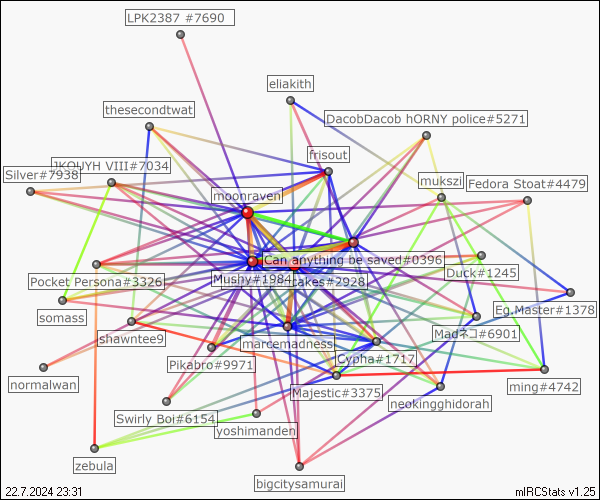 LPK2387 #7690
eliakith
thesecondtwat
DacobDacob hORNY police#5271
frisout
JKOUYH VIII#7034
Silver#7938
mukszi
Fedora Stoat#4479
moonraven
Can anything be saved#0396
Pocket Persona#3326
Mushy#1984
cakes#2928
Duck#1245
somass
Eg.Master#1378
shawntee9
marcemadness
Madネコ#6901
Pikabro#9971
Cypha#1717
normalwan
Majestic#3375
ming#4742
neokingghidorah
Swirly Boi#6154
yoshimanden
zebula
bigcitysamurai
22.7.2024 23:31
mIRCStats v1.25